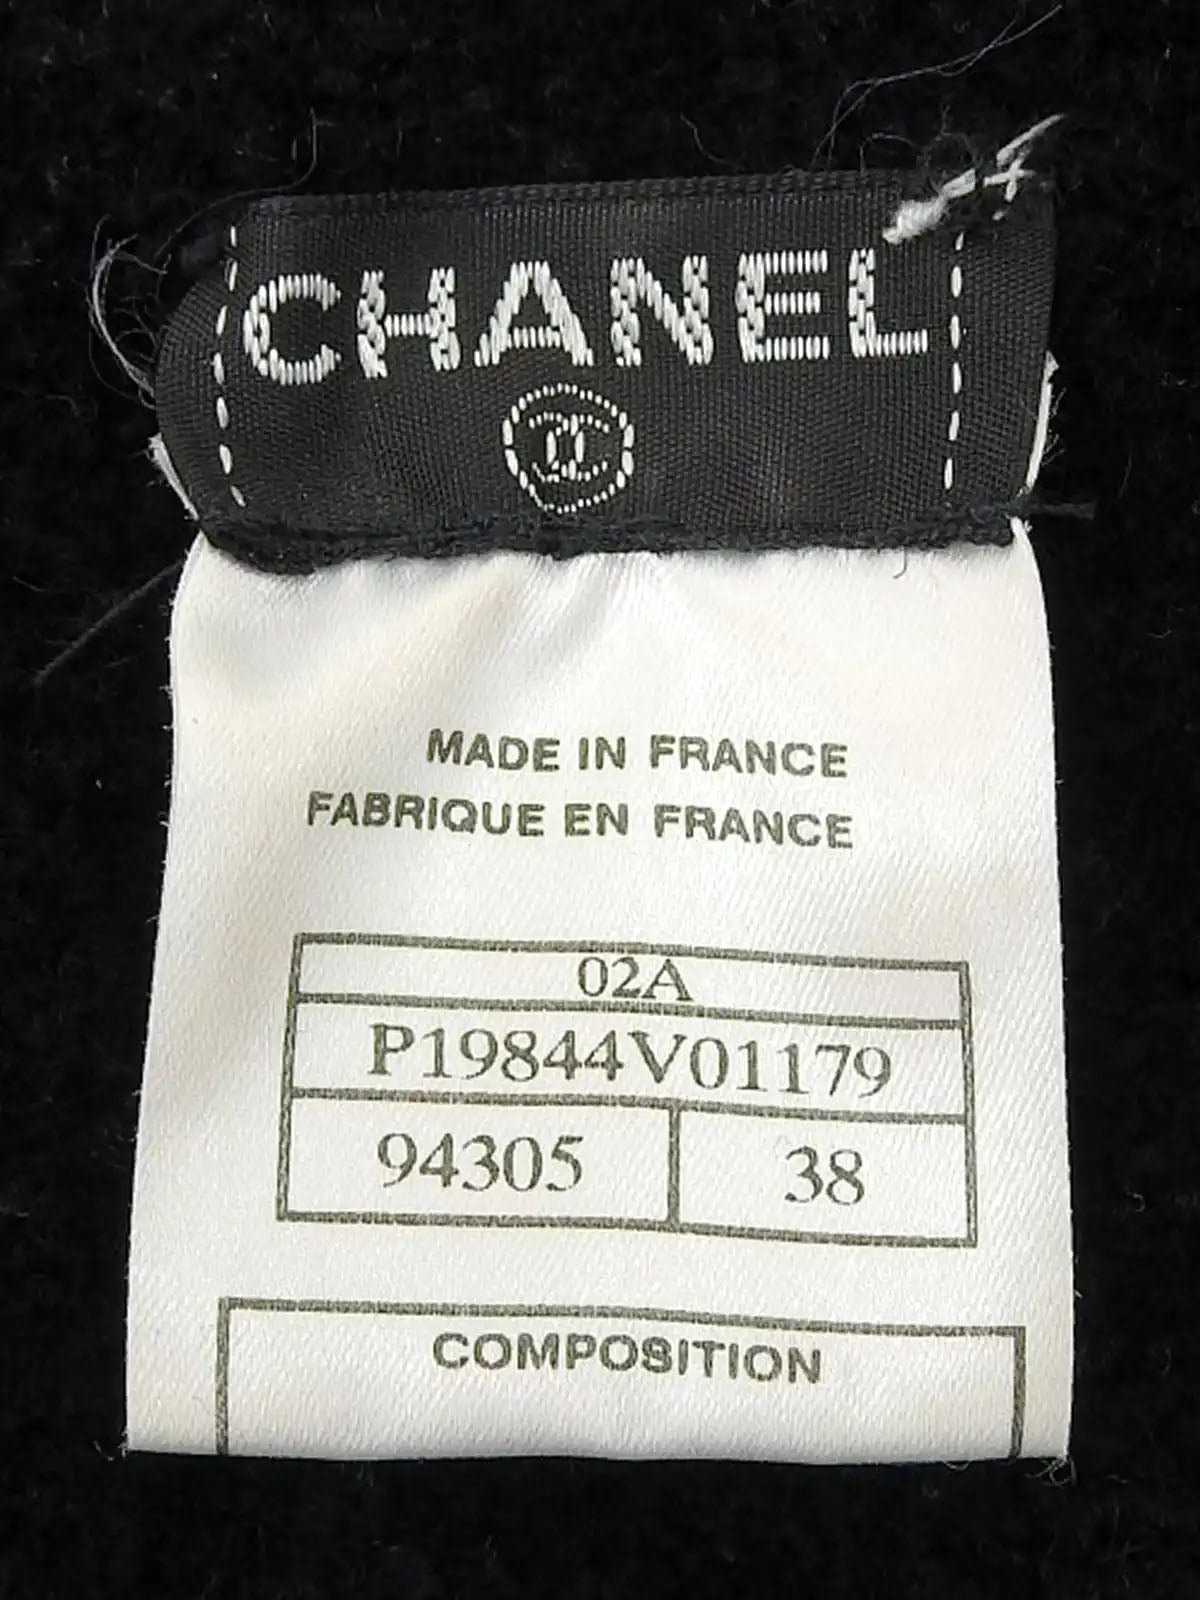 CHANEL
MADE IN FRANCE
FABRIQUE EN FRANCE
02A
P19844V01179
94305 38
COMPOSITION